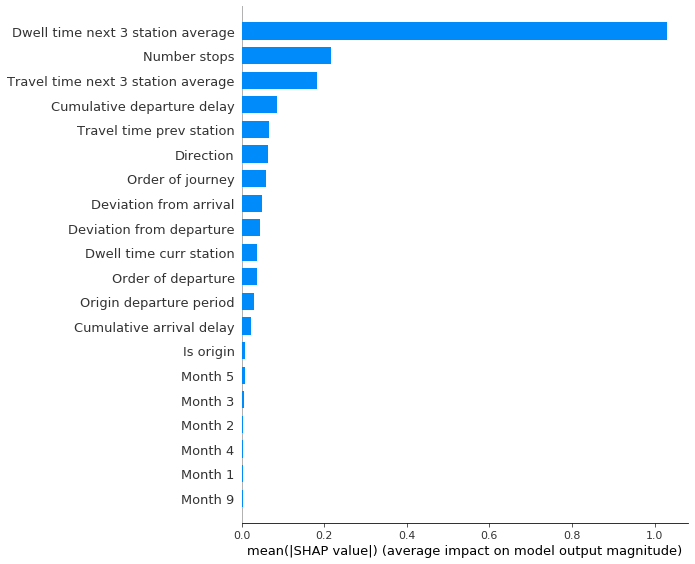 Dwell time next 3 station average
Number stops
Travel time next 3 station average
Cumulative departure delay
Travel time prev station
Direction
Order of journey
Deviation from arrival
Deviation from departure
Dwell time curr station
Order of departure
Origin departure period
Cumulative arrival delay
Is origin
Month 5
Month 3
Month 2
Month 4
Month 1
Month 9
0.0 0.2 0.4 0.6 0.8 1.0
mean(|SHAP value|) (average impact on model output magnitude)